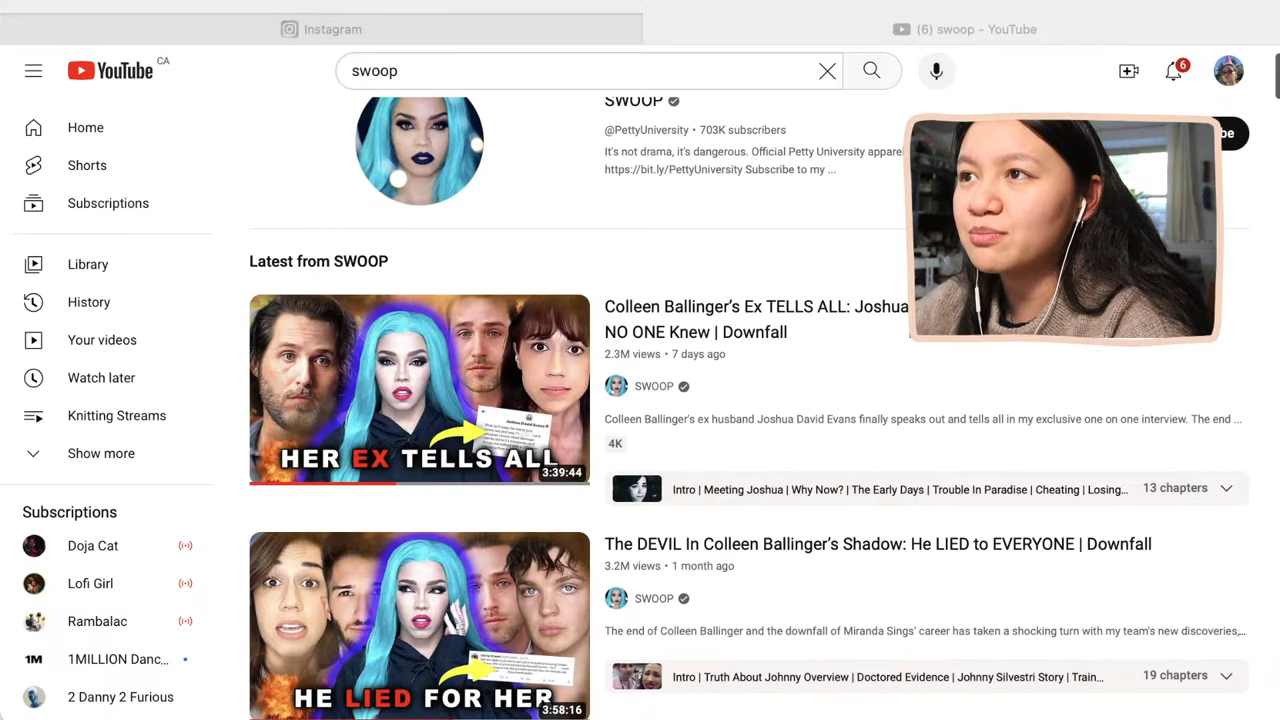 Instagram
(6) swoop - YouTube
YouTube CA
swoop
6
Home
Shorts
Subscriptions
Library
History
Your videos
Watch later
Knitting Streams
Show more
Subscriptions
Doja Cat
Lofi Girl
Rambalac
1M
1MILLION Danc...
2 Danny 2 Furious
SWOOP
@PettyUniversity • 703K subscribers
It's not drama, it's dangerous. Official Petty University apparel
https://bit.ly/PettyUniversity Subscribe to my ...
be
Latest from SWOOP
HER EX TELLS ALL
3:39:44
Colleen Ballinger's Ex TELLS ALL: Joshua
NO ONE Knew | Downfall
2.3M views • 7 days ago
SWOOP
Colleen Ballinger's ex husband Joshua David Evans finally speaks out and tells all in my exclusive one on one interview. The end ...
4K
Intro | Meeting Joshua | Why Now? | The Early Days | Trouble In Paradise | Cheating | Losing...
13 chapters
HE LIED FOR HER
3:58:16
The DEVIL In Colleen Ballinger's Shadow: He LIED to EVERYONE | Downfall
3.2M views • 1 month ago
SWOOP
The end of Colleen Ballinger and the downfall of Miranda Sings' career has taken a shocking turn with my team's new discoveries,...
Intro | Truth About Johnny Overview | Doctored Evidence | Johnny Silvestri Story | Train...
19 chapters